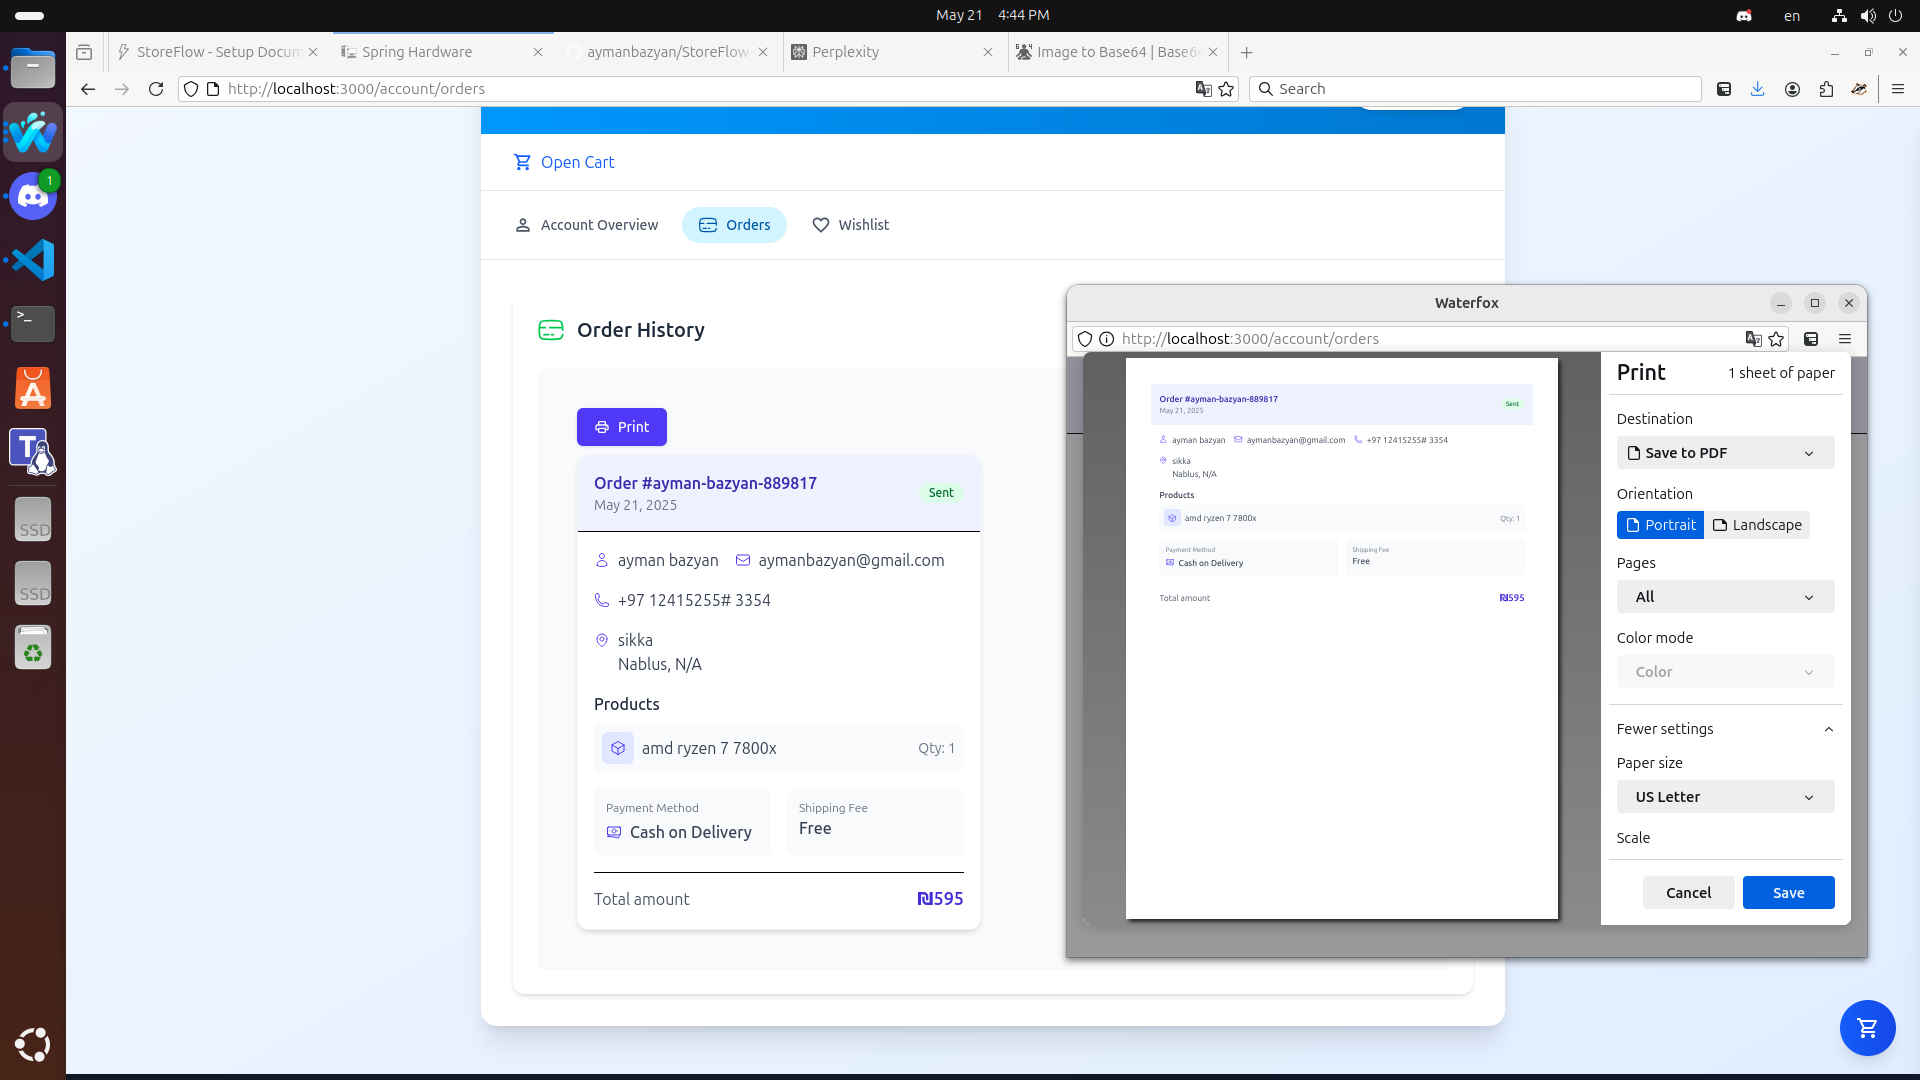 May 21 4:44 PM
en
StoreFlow - Setup Docum
Spring Hardware
aymanbazyan/StoreFlow-
Perplexity
Image to Base64 | Base64
http://localhost:3000/account/orders
Search
1
Open Cart
Account Overview
Orders
Wishlist
Order History
Print
Order #ayman-bazyan-889817
May 21, 2025
Sent
ayman bazyan
aymanbazyan@gmail.com
+97 12415255# 3354
sikka
Nablus, N/A
Products
amd ryzen 7 7800x
Qty: 1
Payment Method
Cash on Delivery
Shipping Fee
Free
Total amount
₪595
SSD
SSD
Waterfox
http://localhost:3000/account/orders
Order #ayman-bazyan-889817
May 21, 2025
Sent
ayman bazyan
aymanbazyan@gmail.com
+97 12415255# 3354
sikka
Nablus, N/A
Products
amd ryzen 7 7800x
Qty: 1
Payment Method
Cash on Delivery
Shipping Fee
Free
Total amount
₪595
Print
1 sheet of paper
Destination
Save to PDF
Orientation
Portrait
Landscape
Pages
All
Color mode
Color
Fewer settings
Paper size
US Letter
Scale
Cancel
Save